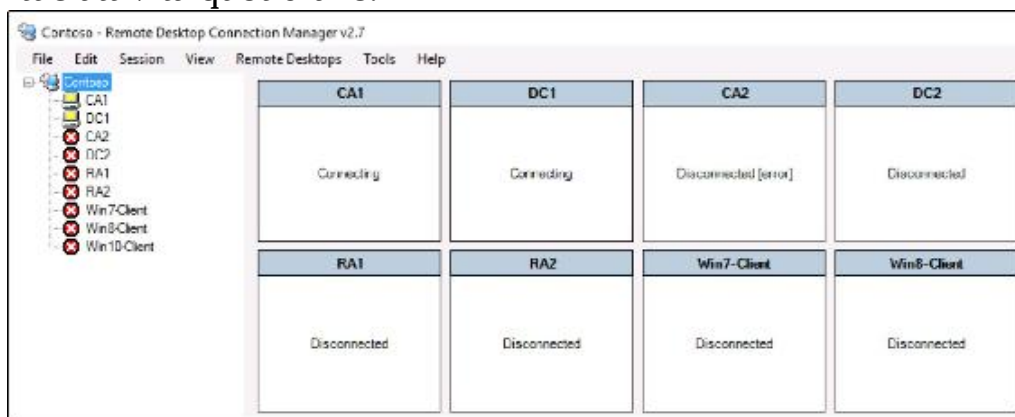 Contoso - Remote Desktop Connection Manager v2.7
File Edit Session View Remote Desktops Tools Help
Contoso
CA1
DC1
CA2
DC2
RA1
RA2
Win7-Client
Win8-Client
Win10-Client
CA1 DC1 CA2 DC2
Connecting Connecting Disconnected [error] Disconnected
RA1 RA2 Win7-Client Win8-Client
Disconnected Disconnected Disconnected Disconnected